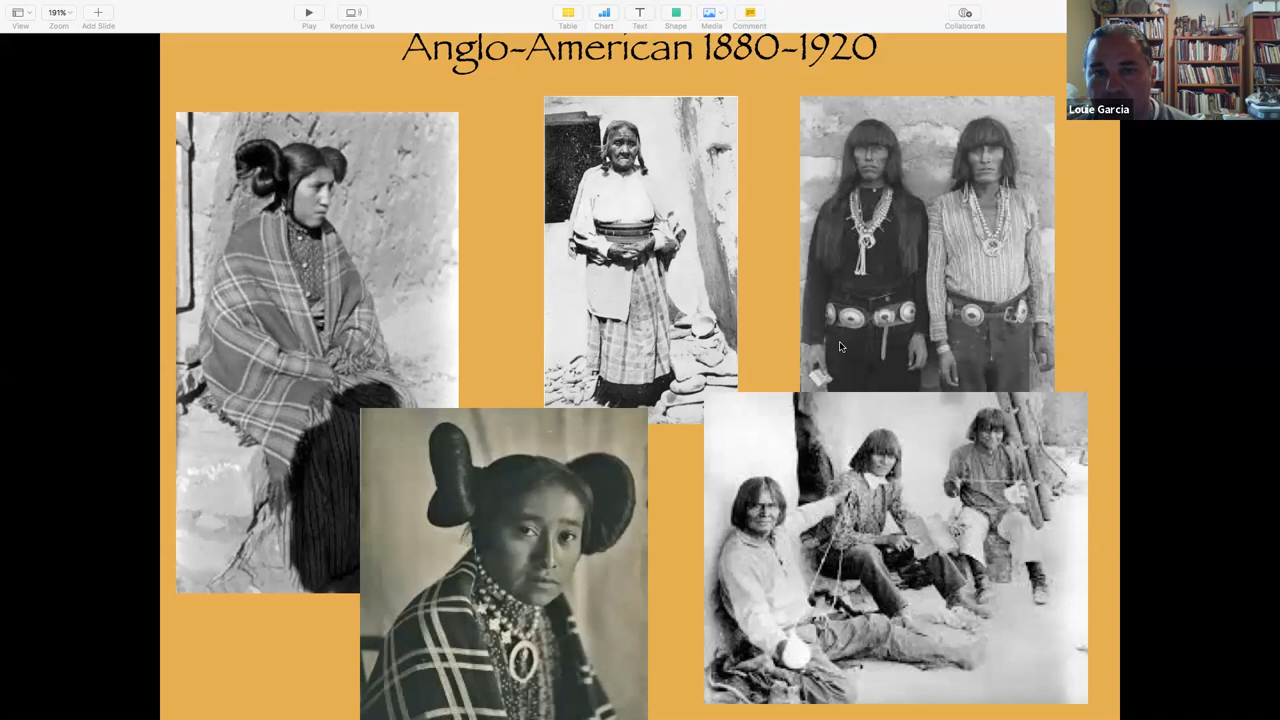 191%
View
Zoom
Add Slide
Play
Keynote Live
Table
Chart
Text
Shape
Media
Comment
Collaborate
Louie Garcia
Anglo-American 1880-1920